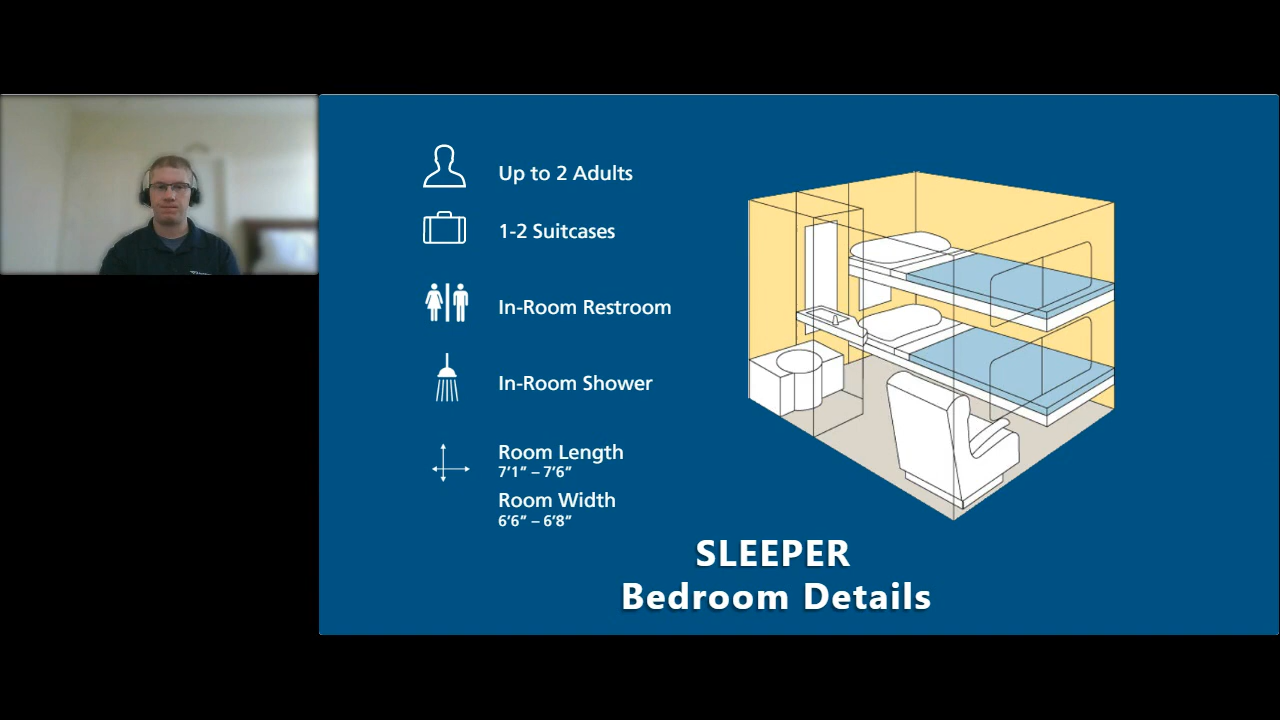 Up to 2 Adults
1-2 Suitcases
In-Room Restroom
In-Room Shower
Room Length
7’1” – 7’6”
Room Width
6’6” – 6’8”
SLEEPER
Bedroom Details